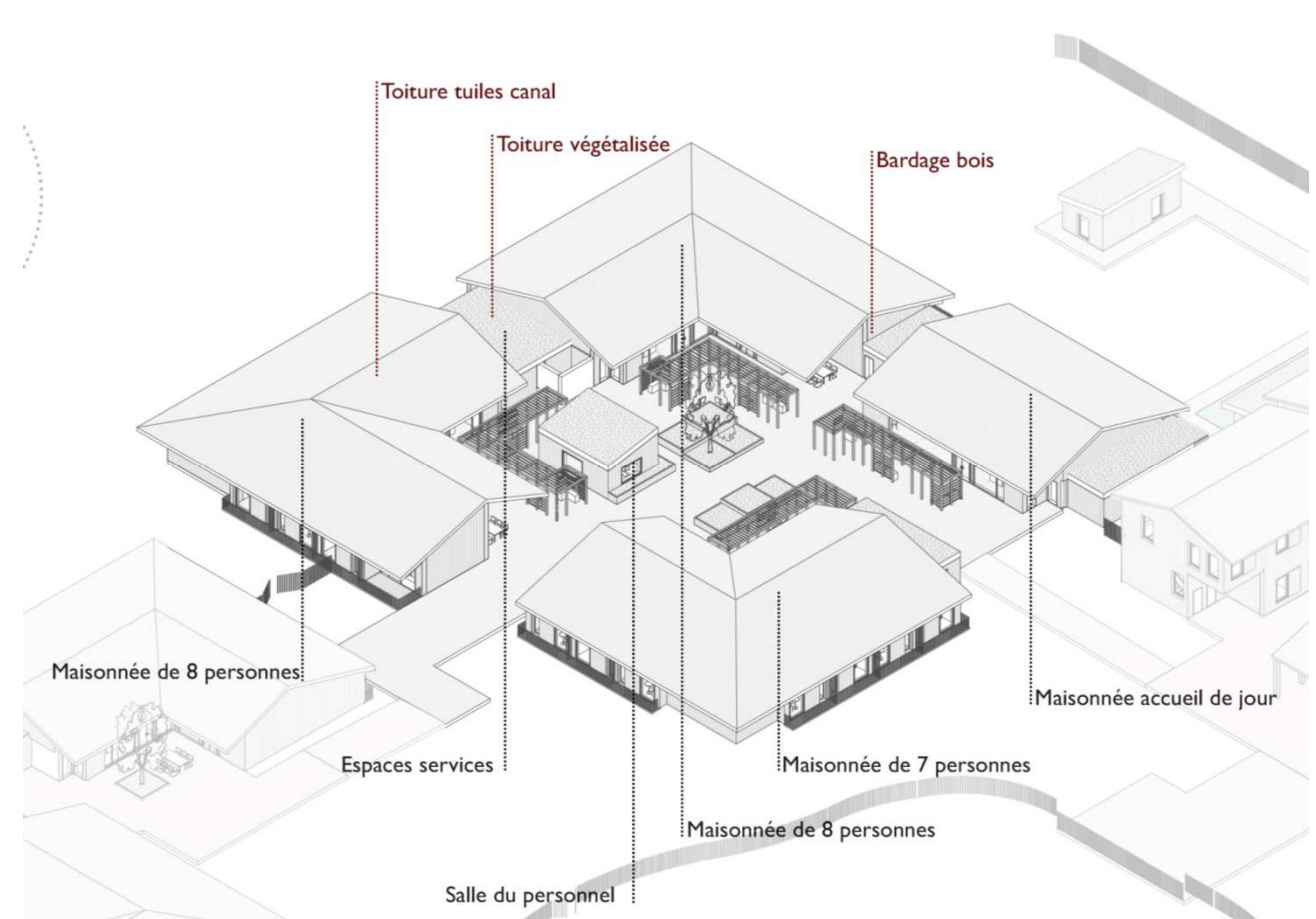 Toiture tuiles canal
Toiture végétalisée
Bardage bois
Maisonnée de 8 personnes
Maisonnée accueil de jour
Espaces services
Maisonnée de 7 personnes
Maisonnée de 8 personnes
Salle du personnel